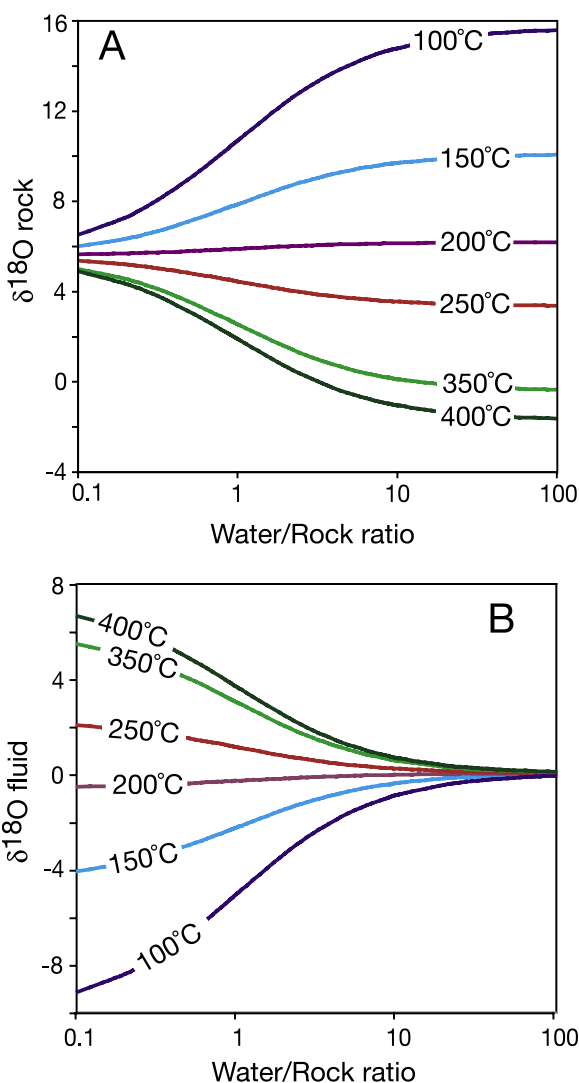 A
16
12
8
4
0
-4
δ18O rock
100°C
150°C
200°C
250°C
350°C
400°C
0.1
1
10
100
Water/Rock ratio
B
8
4
0
-4
-8
δ18O fluid
400°C
350°C
250°C
200°C
150°C
100°C
0.1
1
10
100
Water/Rock ratio